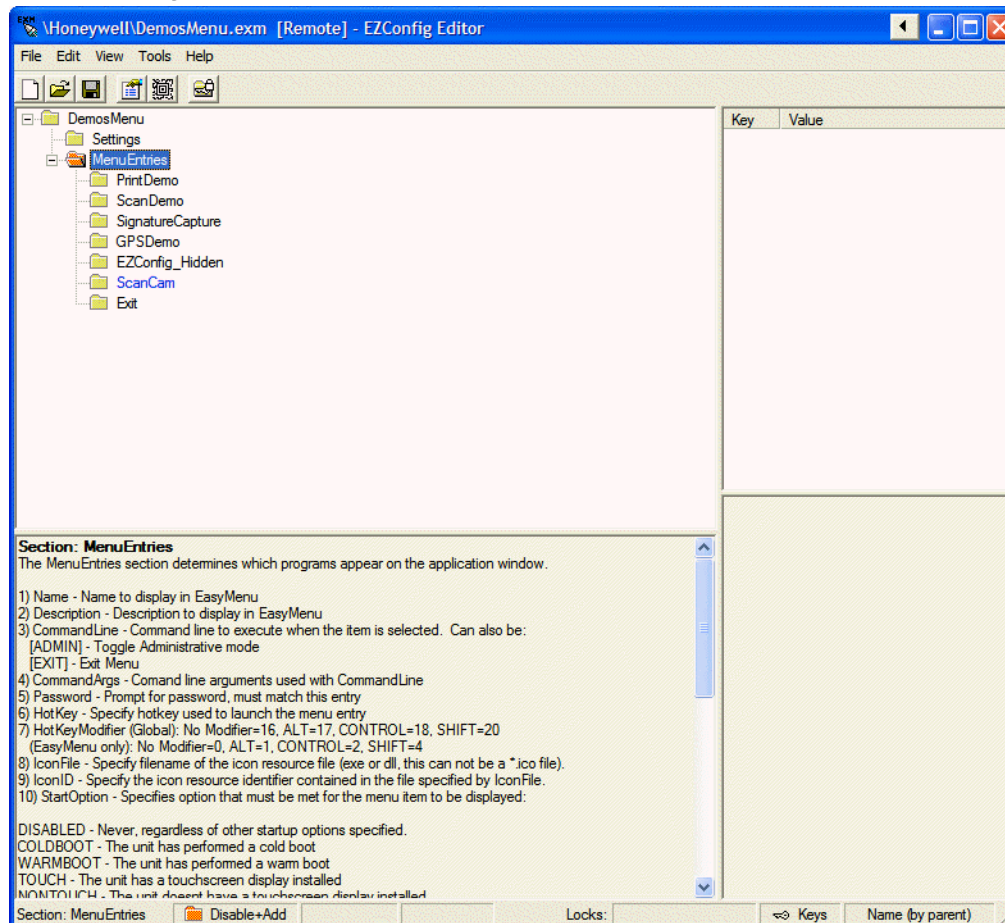 \Honeywell\DemosMenu.exm [Remote] - EZConfig Editor
File Edit View Tools Help
DemosMenu
Settings
MenuEntries
PrintDemo
ScanDemo
SignatureCapture
GPSDemo
EZConfig_Hidden
ScanCam
Exit
Key Value
Section: MenuEntries
The MenuEntries section determines which programs appear on the application window.
1) Name - Name to display in EasyMenu
2) Description - Description to display in EasyMenu
3) CommandLine - Command line to execute when the item is selected. Can also be:
[ADMIN] - Toggle Administrative mode
[EXIT] - Exit Menu
4) CommandArgs - Comand line arguments used with CommandLine
5) Password - Prompt for password, must match this entry
6) HotKey - Specify hotkey used to launch the menu entry
7) HotKeyModifier (Global): No Modifier=16, ALT=17, CONTROL=18, SHIFT=20
(EasyMenu only): No Modifier=0, ALT=1, CONTROL=2, SHIFT=4
8) IconFile - Specify filename of the icon resource file (exe or dll, this can not be a *.ico file).
9) IconID - Specify the icon resource identifier contained in the file specified by IconFile.
10) StartOption - Specifies option that must be met for the menu item to be displayed:
DISABLED - Never, regardless of other startup options specified.
COLDBOOT - The unit has performed a cold boot
WARMBOOT - The unit has performed a warm boot
TOUCH - The unit has a touchscreen display installed
NONTOUCH - The unit doesnt have a touchscreen display installed
Section: MenuEntries Disable+Add Locks: Keys Name (by parent)